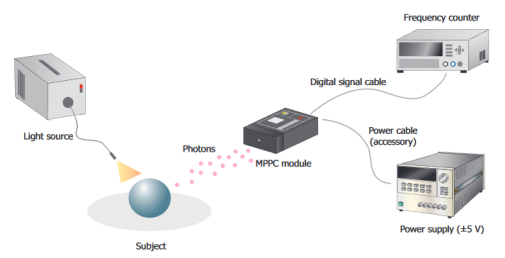 Frequency counter
Digital signal cable
Light source
Photons
MPPC module
Power cable
(accessory)
Power supply (±5 V)
Subject